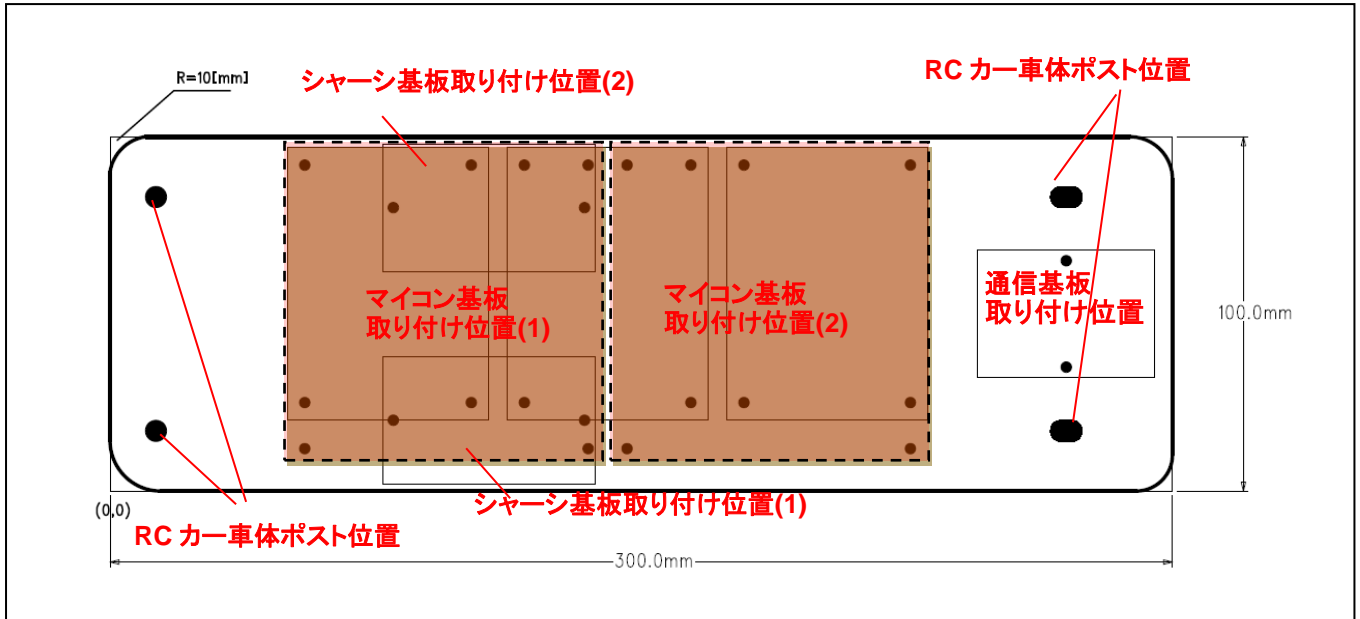 R=10[mm]
シャーシ基板取り付け位置(2)
RC カー車体ポスト位置
マイコン基板
取り付け位置(1)
マイコン基板
取り付け位置(2)
通信基板
取り付け位置
100.0mm
シャーシ基板取り付け位置(1)
(0,0)
RC カー車体ポスト位置
300.0mm